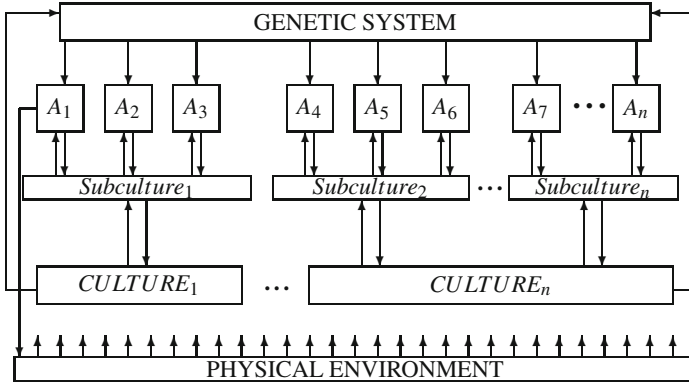 GENETIC SYSTEM
A₁ A₂ A₃ A₄ A₅ A₆ A₇ ••• Aₙ
Subculture₁ Subculture₂ ••• Subcultureₙ
CULTURE₁ ••• CULTUREₙ
PHYSICAL ENVIRONMENT